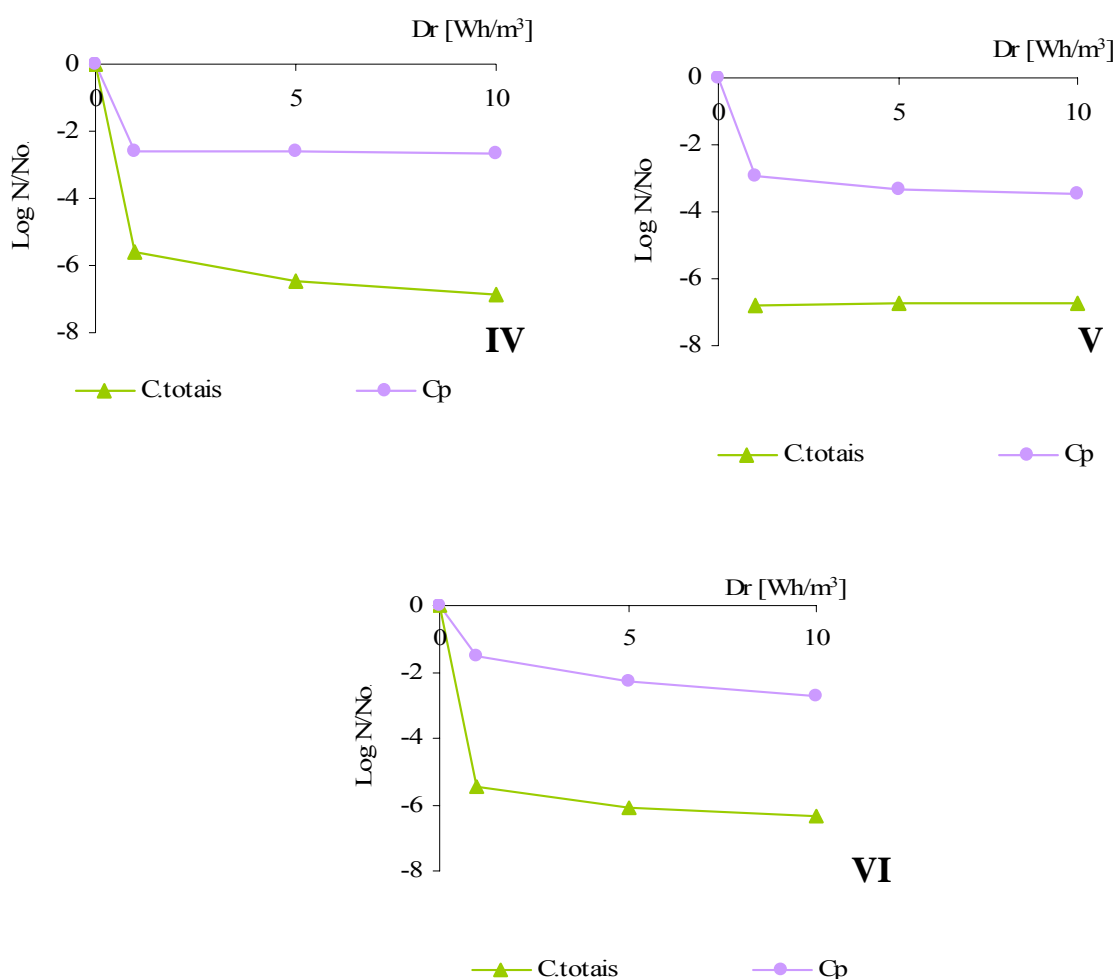 Dr [Wh/m³]
0
0
5
10
-2
-4
-6
-8
Log N/No.
IV
C.totais
Cp
Dr [Wh/m³]
0
0
5
10
-2
-4
-6
-8
Log N/No
V
C.totais
Cp
Dr [Wh/m³]
0
0
5
10
-2
-4
-6
-8
Log N/No.
VI
C.totais
Cp